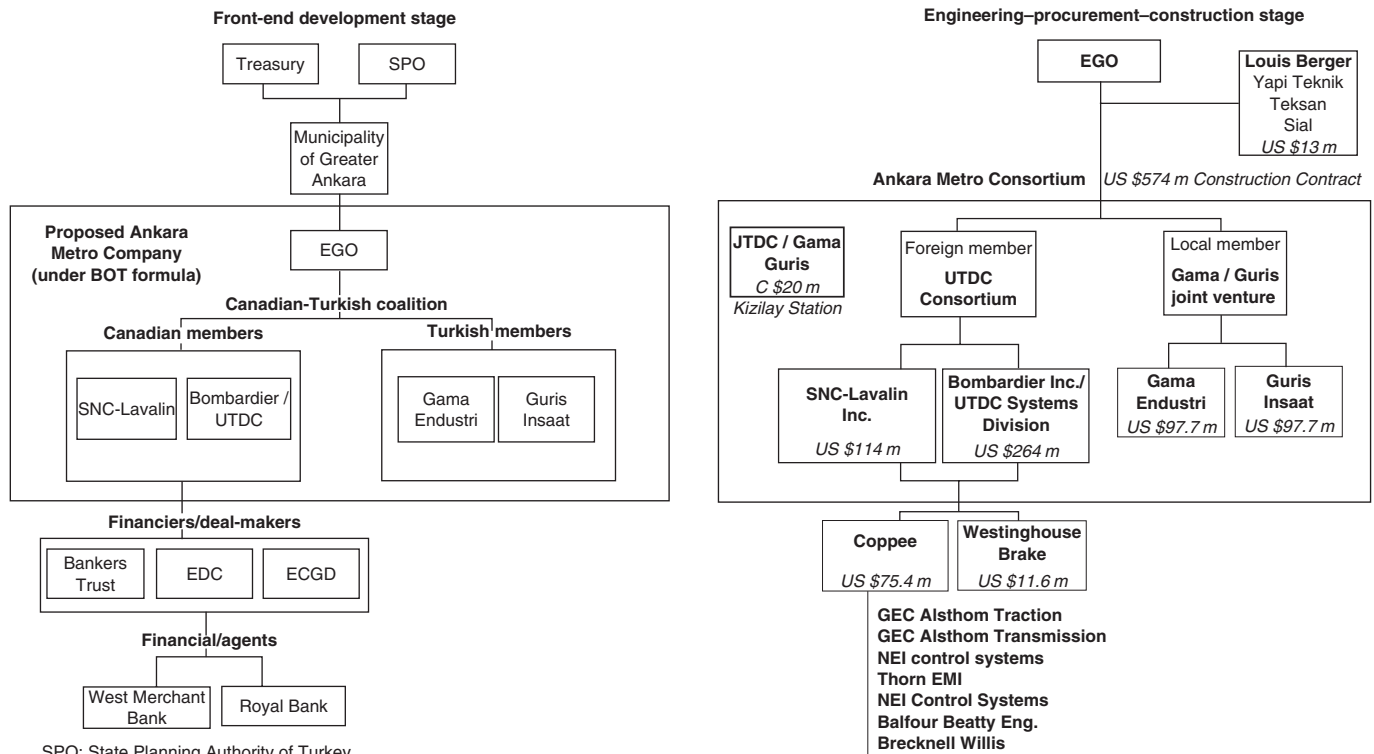 Front-end development stage
Treasury
SPO
Municipality
of Greater
Ankara
Proposed Ankara
Metro Company
(under BOT formula)
EGO
Canadian-Turkish coalition
Canadian members
Turkish members
SNC-Lavalin
Bombardier /
UTDC
Gama
Endustri
Guris
Insaat
Financiers/deal-makers
Bankers
Trust
EDC
ECGD
Financial/agents
West Merchant
Bank
Royal Bank
SPO: State Planning Authority of Turkey
Engineering–procurement–construction stage
EGO
Louis Berger
Yapi Teknik
Teksan
Sial
US $13 m
Ankara Metro Consortium
US $574 m Construction Contract
JTDC / Gama
Guris
C $20 m
Kizilay Station
Foreign member
UTDC
Consortium
Local member
Gama / Guris
joint venture
SNC-Lavalin
Inc.
US $114 m
Bombardier Inc./
UTDC Systems
Division
US $264 m
Gama
Endustri
US $97.7 m
Guris
Insaat
US $97.7 m
Coppee
US $75.4 m
Westinghouse
Brake
US $11.6 m
GEC Alsthom Traction
GEC Alsthom Transmission
NEI control systems
Thorn EMI
NEI Control Systems
Balfour Beatty Eng.
Brecknell Willis